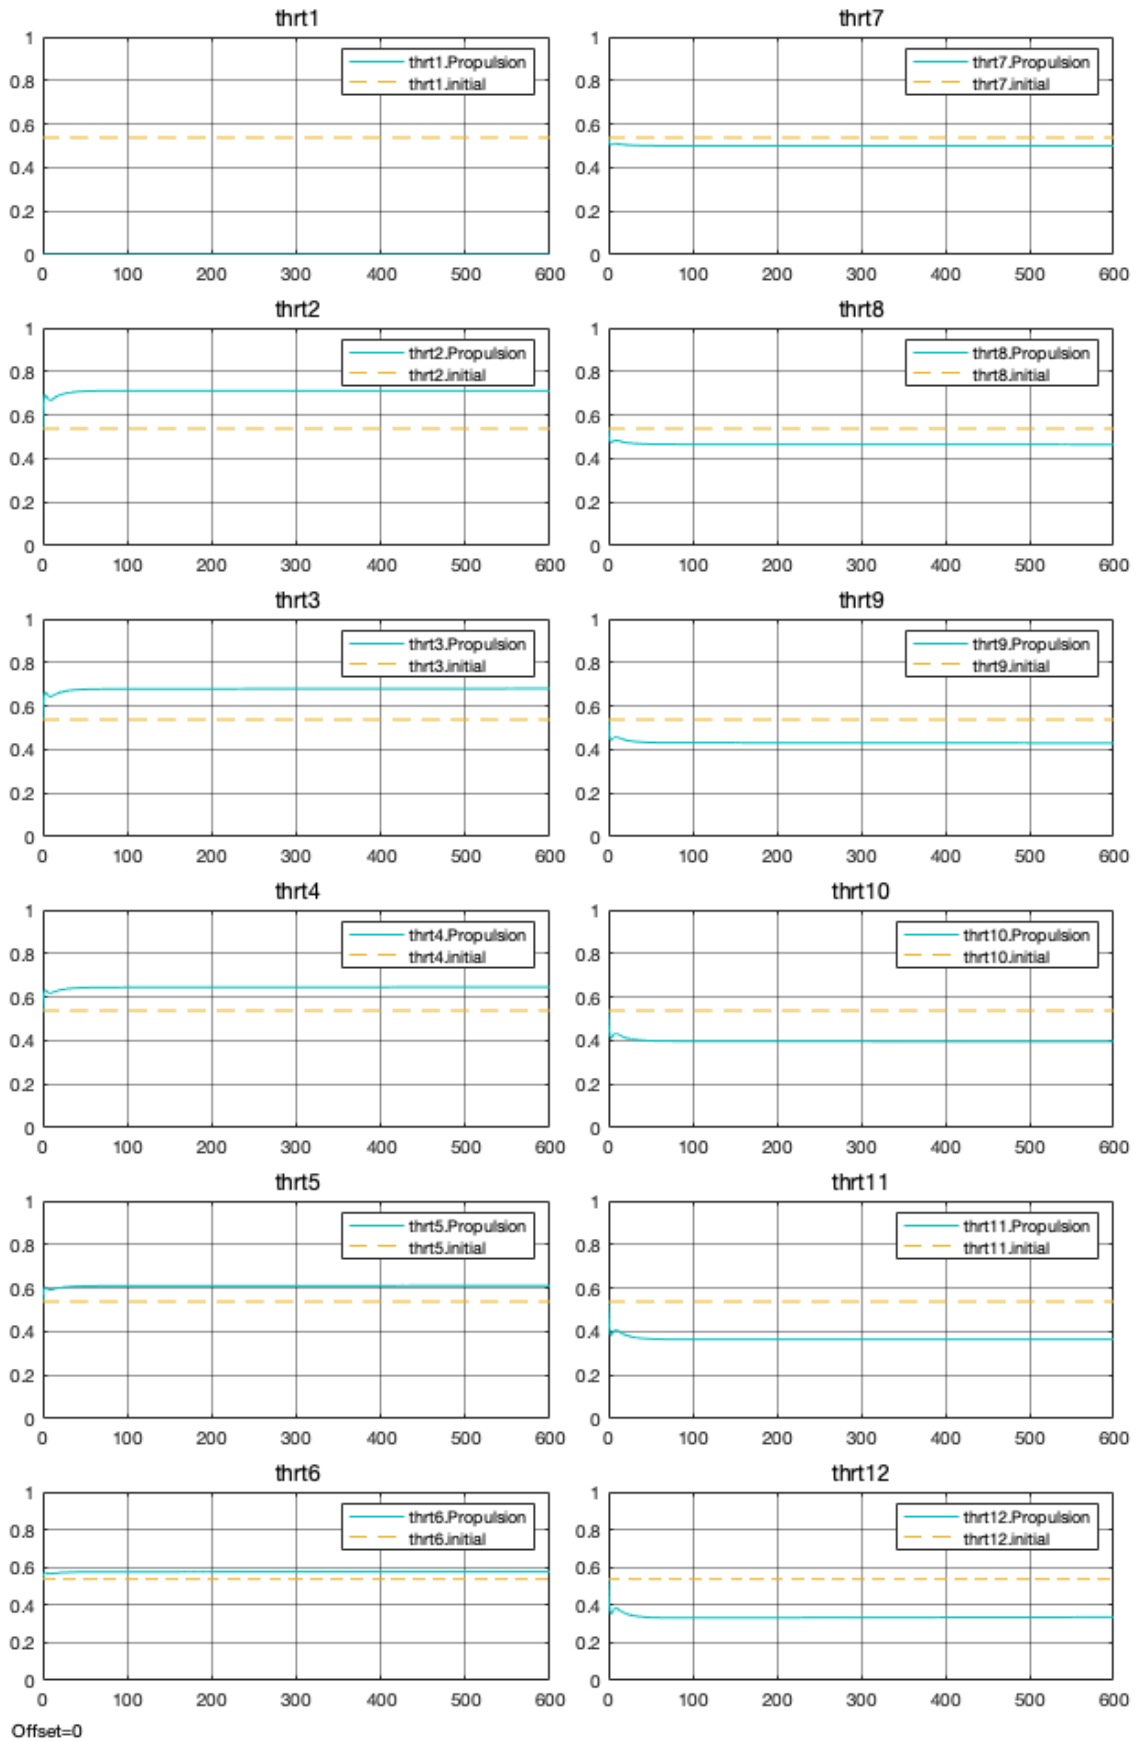 thrt1
thrt1.Propulsion
thrt1.initial
1
0.8
0.6
0.4
0.2
0
0 100 200 300 400 500 600
thrt7
thrt7.Propulsion
thrt7.initial
1
0.8
0.6
0.4
0.2
0
0 100 200 300 400 500 600
thrt2
thrt2.Propulsion
thrt2.initial
1
0.8
0.6
0.4
0.2
0
0 100 200 300 400 500 600
thrt8
thrt8.Propulsion
thrt8.initial
1
0.8
0.6
0.4
0.2
0
0 100 200 300 400 500 600
thrt3
thrt3.Propulsion
thrt3.initial
1
0.8
0.6
0.4
0.2
0
0 100 200 300 400 500 600
thrt9
thrt9.Propulsion
thrt9.initial
1
0.8
0.6
0.4
0.2
0
0 100 200 300 400 500 600
thrt4
thrt4.Propulsion
thrt4.initial
1
0.8
0.6
0.4
0.2
0
0 100 200 300 400 500 600
thrt10
thrt10.Propulsion
thrt10.initial
1
0.8
0.6
0.4
0.2
0
0 100 200 300 400 500 600
thrt5
thrt5.Propulsion
thrt5.initial
1
0.8
0.6
0.4
0.2
0
0 100 200 300 400 500 600
thrt11
thrt11.Propulsion
thrt11.initial
1
0.8
0.6
0.4
0.2
0
0 100 200 300 400 500 600
thrt6
thrt6.Propulsion
thrt6.initial
1
0.8
0.6
0.4
0.2
0
0 100 200 300 400 500 600
thrt12
thrt12.Propulsion
thrt12.initial
1
0.8
0.6
0.4
0.2
0
0 100 200 300 400 500 600
Offset=0